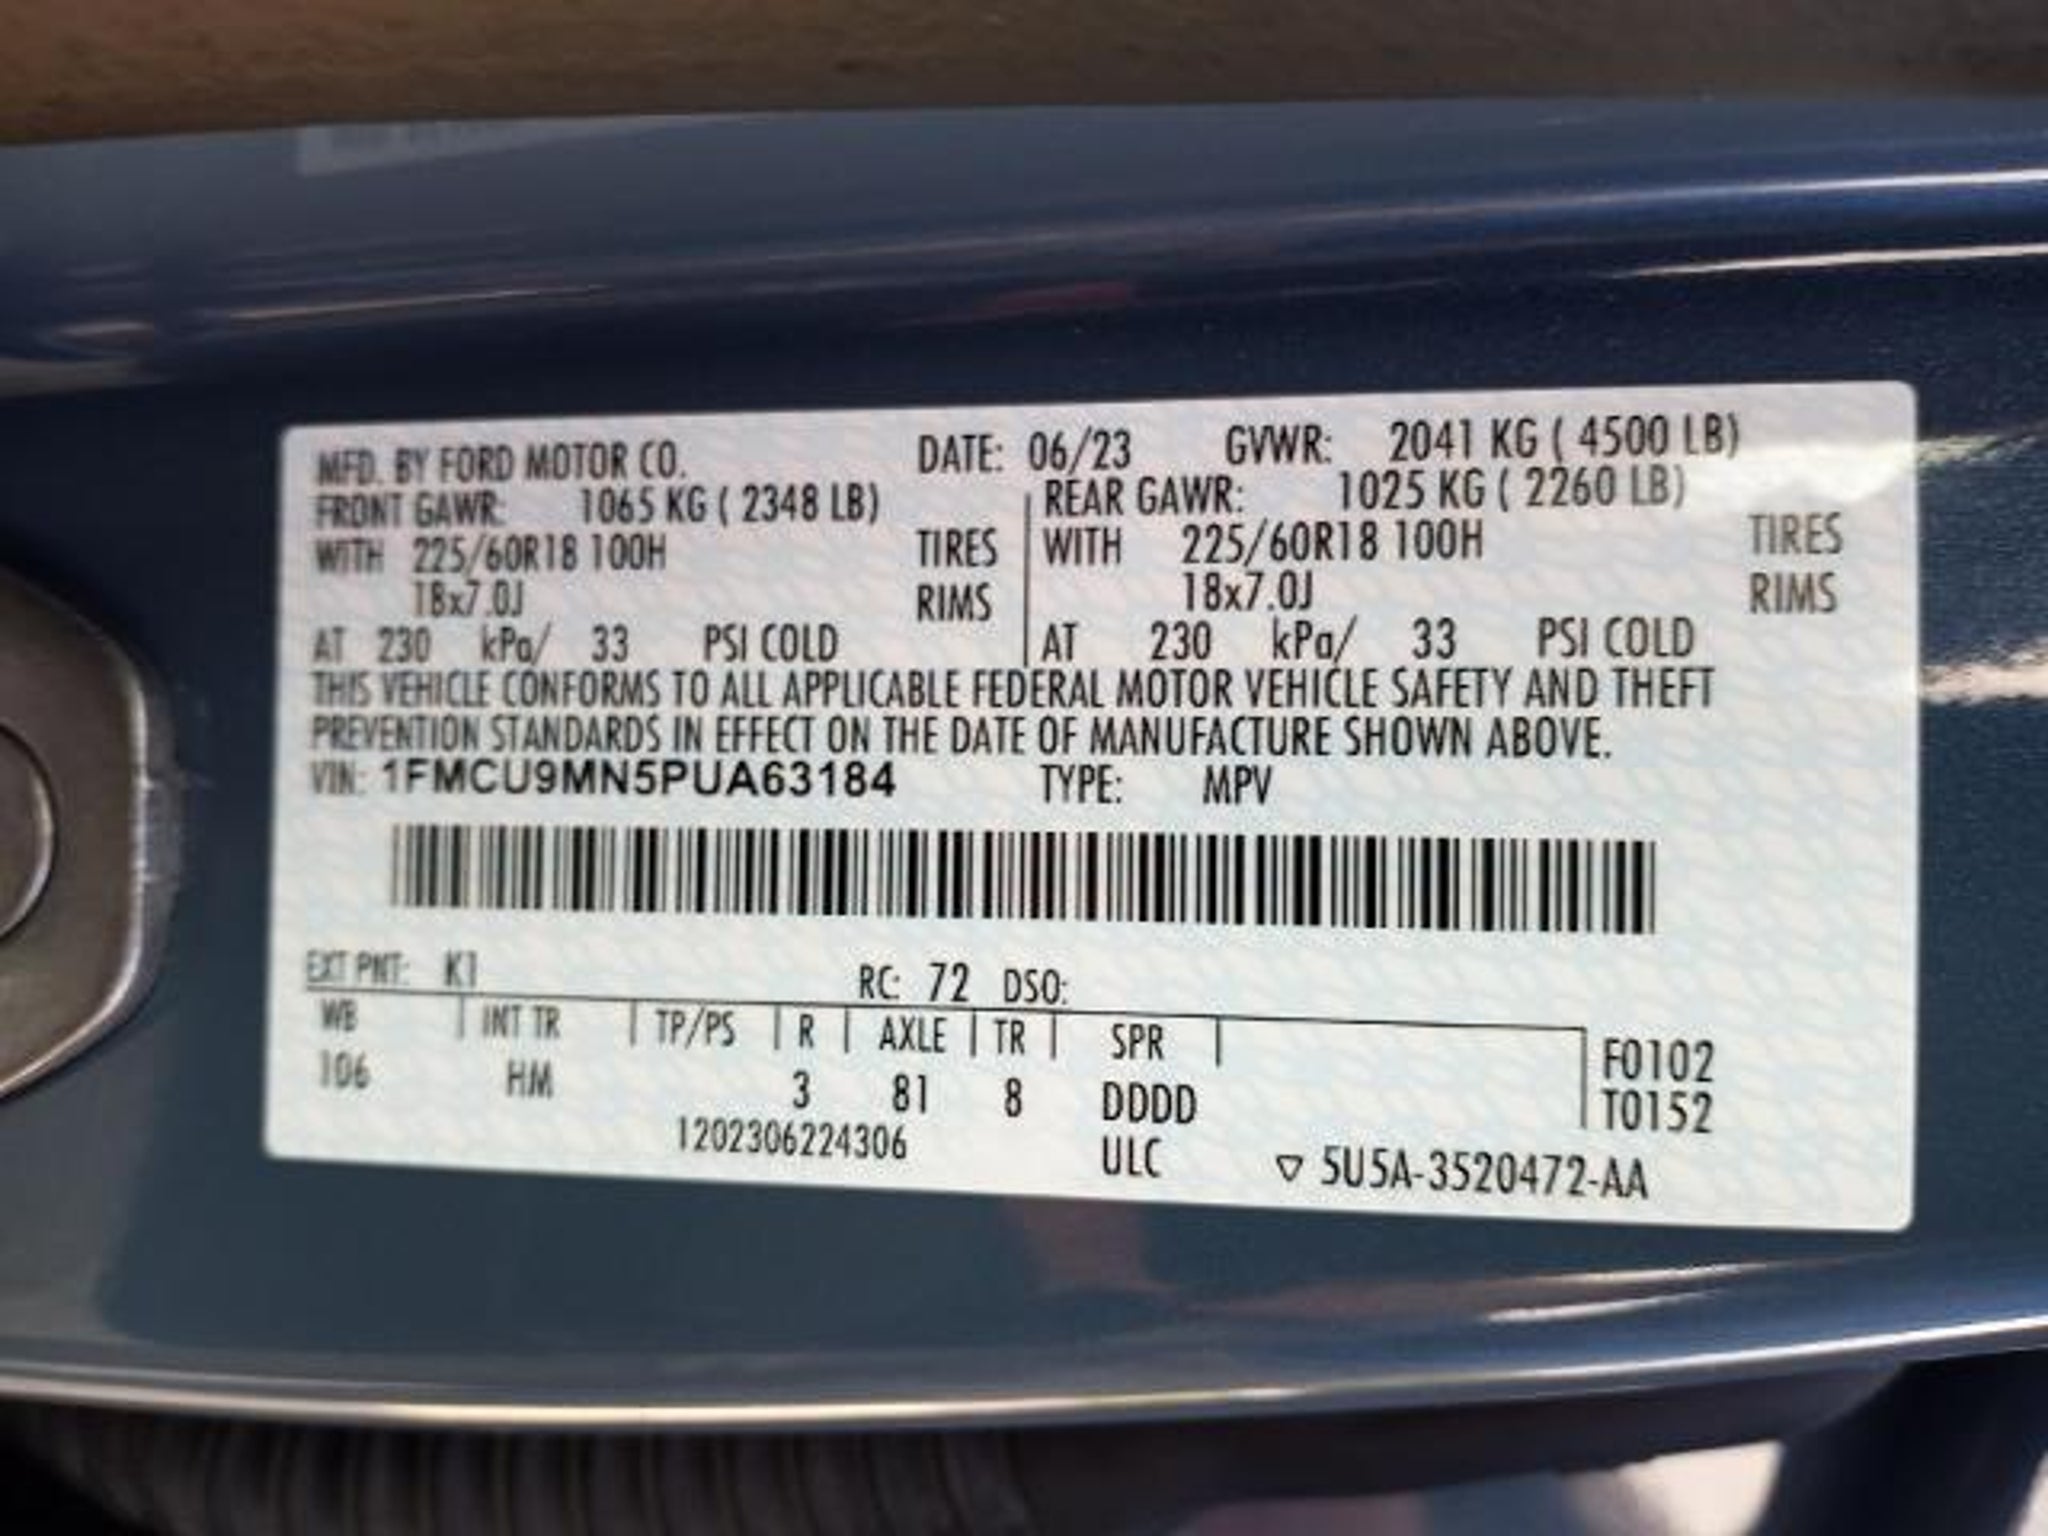 MFD. BY FORD MOTOR CO. DATE: 06/23 GVWR: 2041 KG ( 4500 LB)
FRONT GAWR: 1065 KG ( 2348 LB) REAR GAWR: 1025 KG ( 2260 LB)
WITH 225/60R18 100H TIRES WITH 225/60R18 100H TIRES
18x7.0J RIMS 18x7.0J RIMS
AT 230 kPa/ 33 PSI COLD AT 230 kPa/ 33 PSI COLD
THIS VEHICLE CONFORMS TO ALL APPLICABLE FEDERAL MOTOR VEHICLE SAFETY AND THEFT
PREVENTION STANDARDS IN EFFECT ON THE DATE OF MANUFACTURE SHOWN ABOVE.
VIN: 1FMCU9MN5PUA63184 TYPE: MPV
EXT PNT: K1 RC: 72 DSO:
WB INT TR TP/PS R AXLE TR SPR F0102
106 HM 3 81 8 DDDD T0152
1202306224306 ULC ▽ 5U5A-3520472-AA